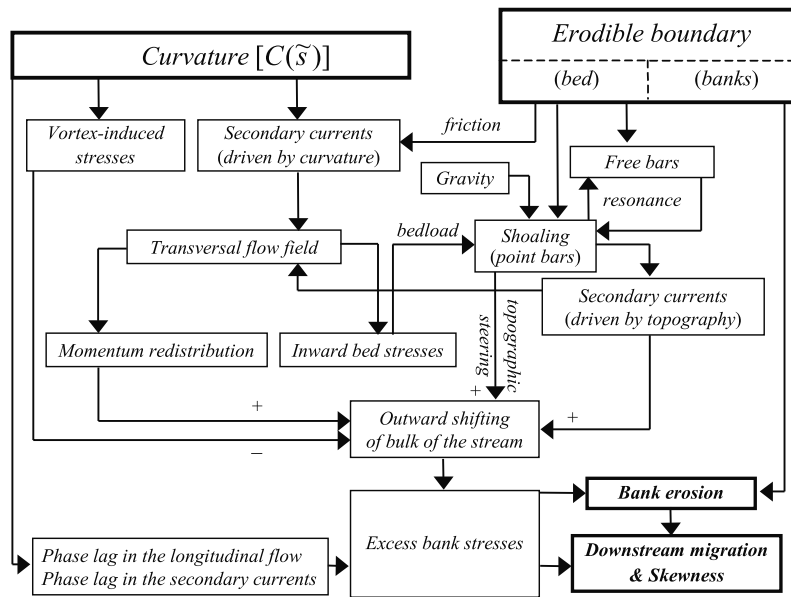 Curvature [C(s̃)]
Erodible boundary
(bed)
(banks)
Vortex-induced
stresses
Secondary currents
(driven by curvature)
friction
Free bars
Gravity
resonance
bedload
Shoaling
(point bars)
Transversal flow field
Secondary currents
(driven by topography)
topographic
steering
Momentum redistribution
Inward bed stresses
+
+
Outward shifting
of bulk of the stream
+
−
Bank erosion
Excess bank stresses
Phase lag in the longitudinal flow
Phase lag in the secondary currents
Downstream migration
& Skewness